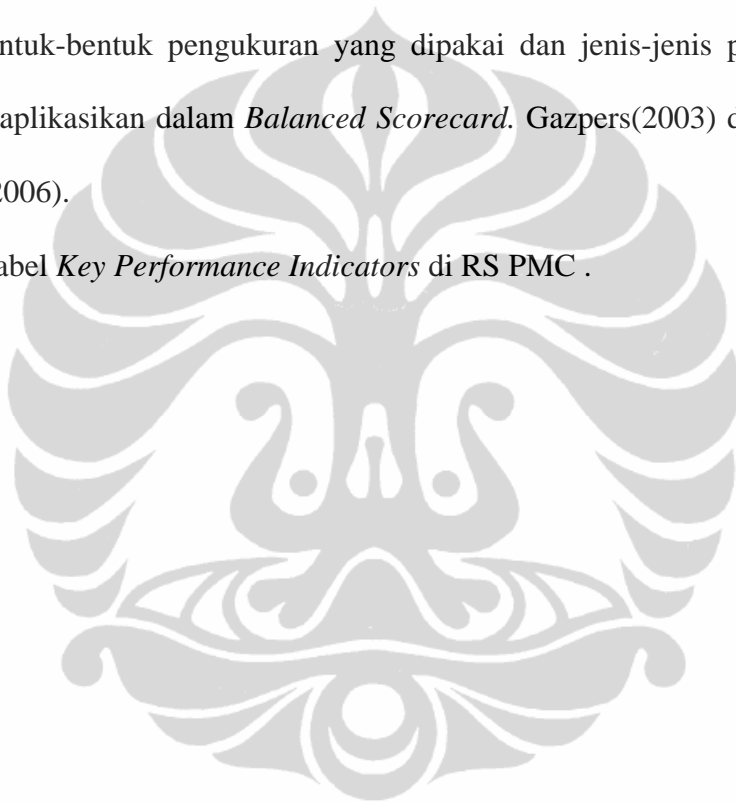 ntuk-bentuk pengukuran yang dipakai dan jenis-jenis p
aplikasikan dalam Balanced Scorecard. Gazpers(2003) d
2006).
abel Key Performance Indicators di RS PMC .